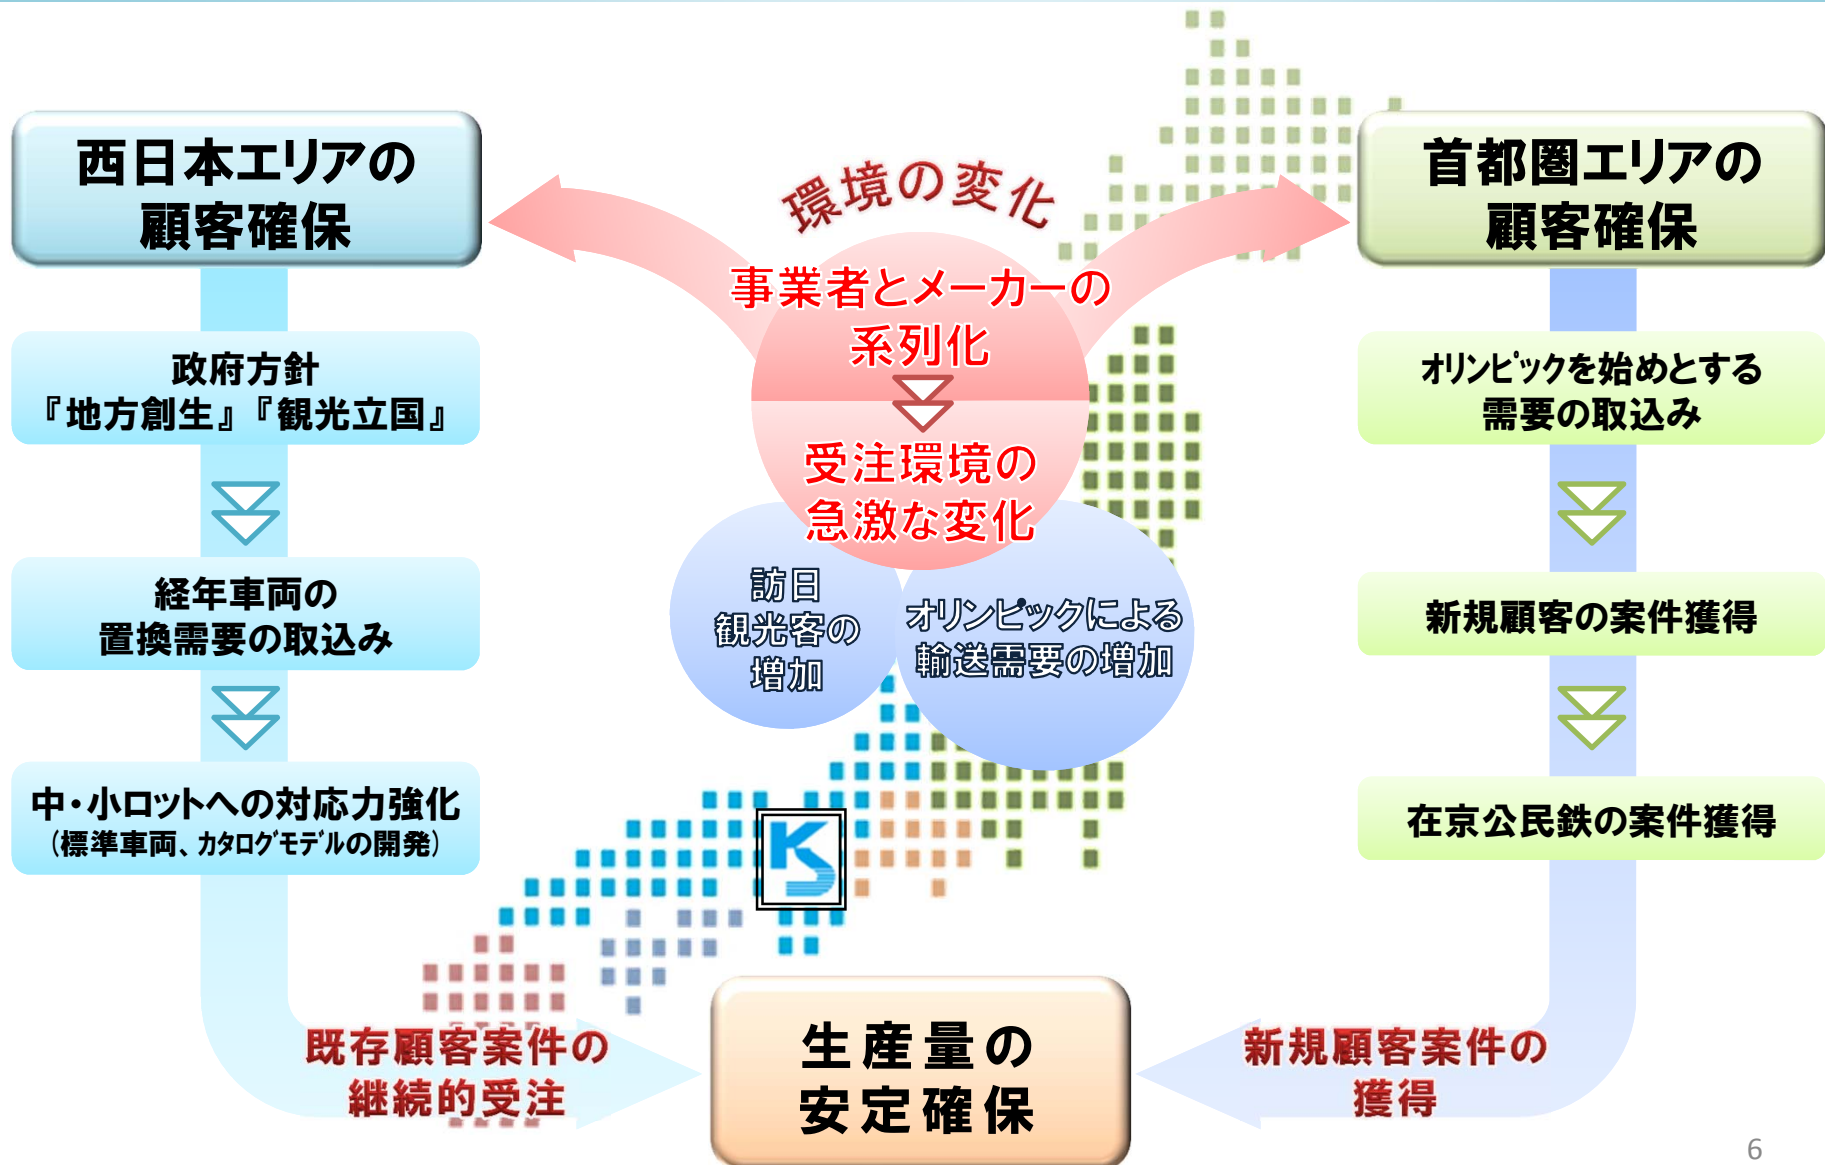 西日本エリアの
顧客確保
政府方針
『地方創生』『観光立国』
経年車両の
置換需要の取込み
中・小ロットへの対応力強化
(標準車両、ｶﾀﾛｸﾞﾓﾃﾞﾙの開発)
既存顧客案件の
継続的受注
環境の変化
事業者とメーカーの
系列化
受注環境の
急激な変化
訪日
観光客の
増加
オリンピックによる
輸送需要の増加
KS
首都圏エリアの
顧客確保
ｵﾘﾝﾋﾟｯｸを始めとする
需要の取込み
新規顧客の案件獲得
在京公民鉄の案件獲得
新規顧客案件の
獲得
生産量の
安定確保
6